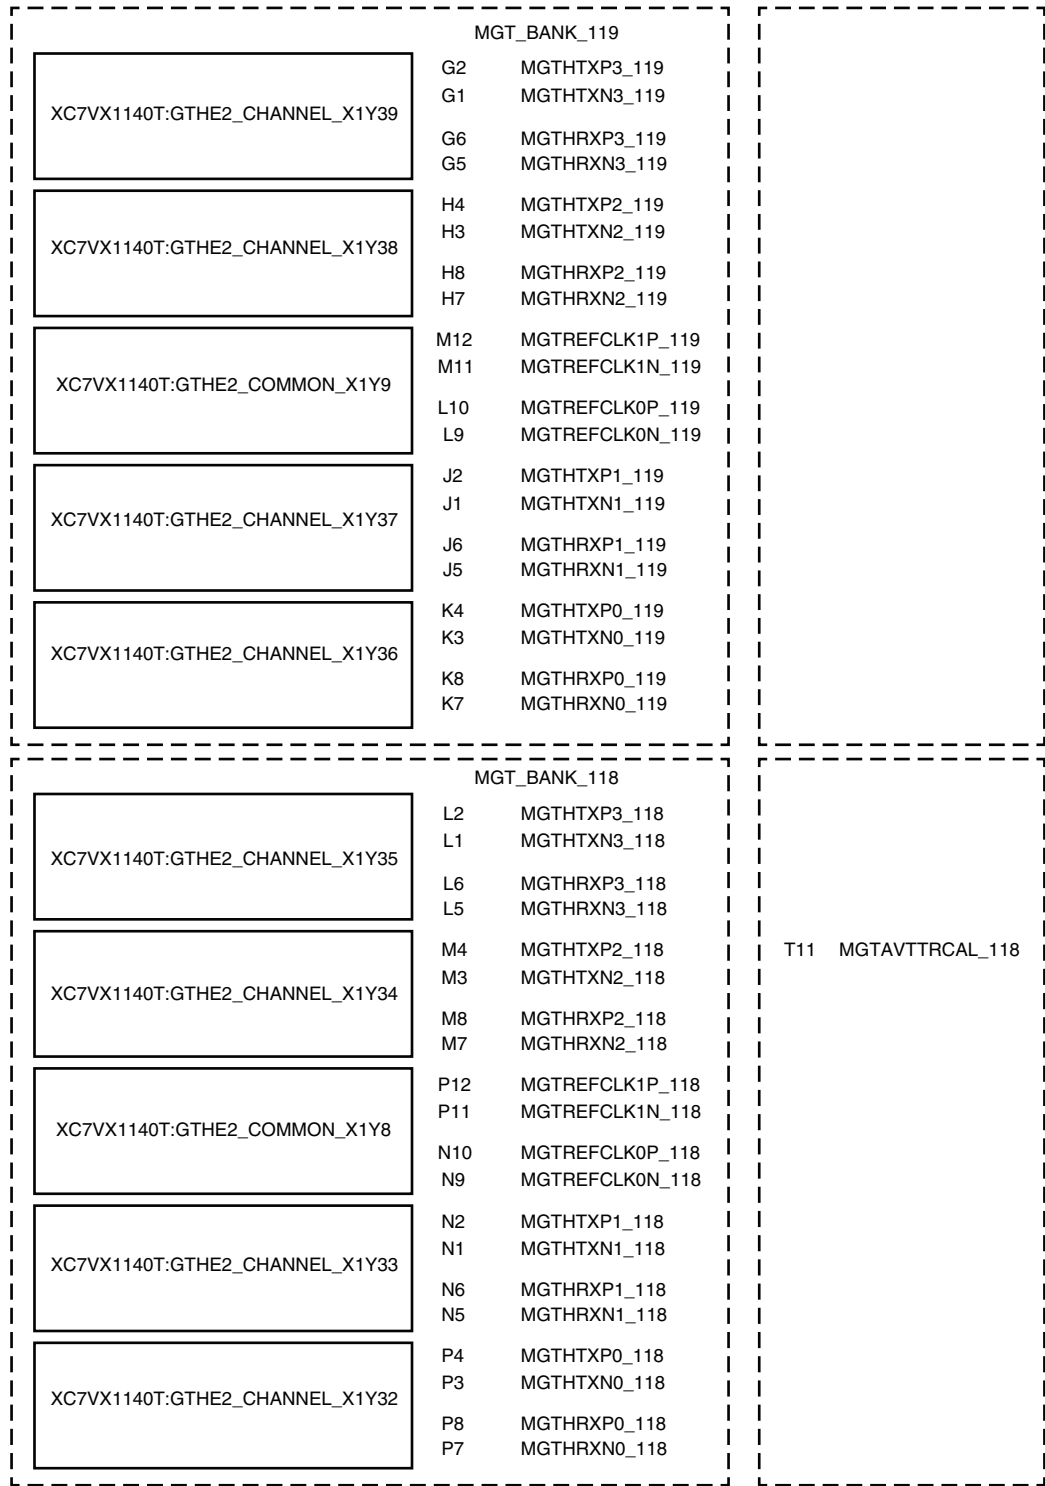 MGT_BANK_119
XC7VX1140T:GTHE2_CHANNEL_X1Y39
G2 MGTHTXP3_119
G1 MGTHTXN3_119
G6 MGTHRXP3_119
G5 MGTHRXN3_119
XC7VX1140T:GTHE2_CHANNEL_X1Y38
H4 MGTHTXP2_119
H3 MGTHTXN2_119
H8 MGTHRXP2_119
H7 MGTHRXN2_119
XC7VX1140T:GTHE2_COMMON_X1Y9
M12 MGTREFCLK1P_119
M11 MGTREFCLK1N_119
L10 MGTREFCLK0P_119
L9 MGTREFCLK0N_119
XC7VX1140T:GTHE2_CHANNEL_X1Y37
J2 MGTHTXP1_119
J1 MGTHTXN1_119
J6 MGTHRXP1_119
J5 MGTHRXN1_119
XC7VX1140T:GTHE2_CHANNEL_X1Y36
K4 MGTHTXP0_119
K3 MGTHTXN0_119
K8 MGTHRXP0_119
K7 MGTHRXN0_119
MGT_BANK_118
XC7VX1140T:GTHE2_CHANNEL_X1Y35
L2 MGTHTXP3_118
L1 MGTHTXN3_118
L6 MGTHRXP3_118
L5 MGTHRXN3_118
XC7VX1140T:GTHE2_CHANNEL_X1Y34
M4 MGTHTXP2_118
M3 MGTHTXN2_118
M8 MGTHRXP2_118
M7 MGTHRXN2_118
XC7VX1140T:GTHE2_COMMON_X1Y8
P12 MGTREFCLK1P_118
P11 MGTREFCLK1N_118
N10 MGTREFCLK0P_118
N9 MGTREFCLK0N_118
XC7VX1140T:GTHE2_CHANNEL_X1Y33
N2 MGTHTXP1_118
N1 MGTHTXN1_118
N6 MGTHRXP1_118
N5 MGTHRXN1_118
XC7VX1140T:GTHE2_CHANNEL_X1Y32
P4 MGTHTXP0_118
P3 MGTHTXN0_118
P8 MGTHRXP0_118
P7 MGTHRXN0_118
T11 MGTAVTTRCAL_118